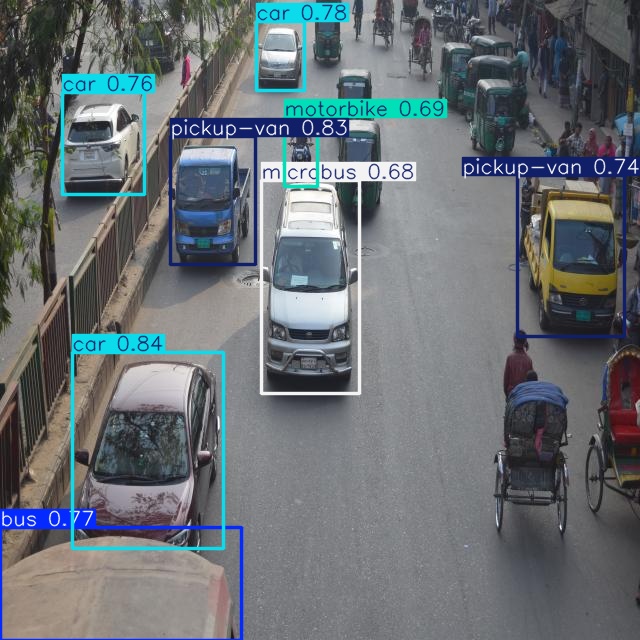 car 0.78
car 0.76
motorbike 0.69
pickup-van 0.83
microbus 0.68
pickup-van 0.74
car 0.84
bus 0.77